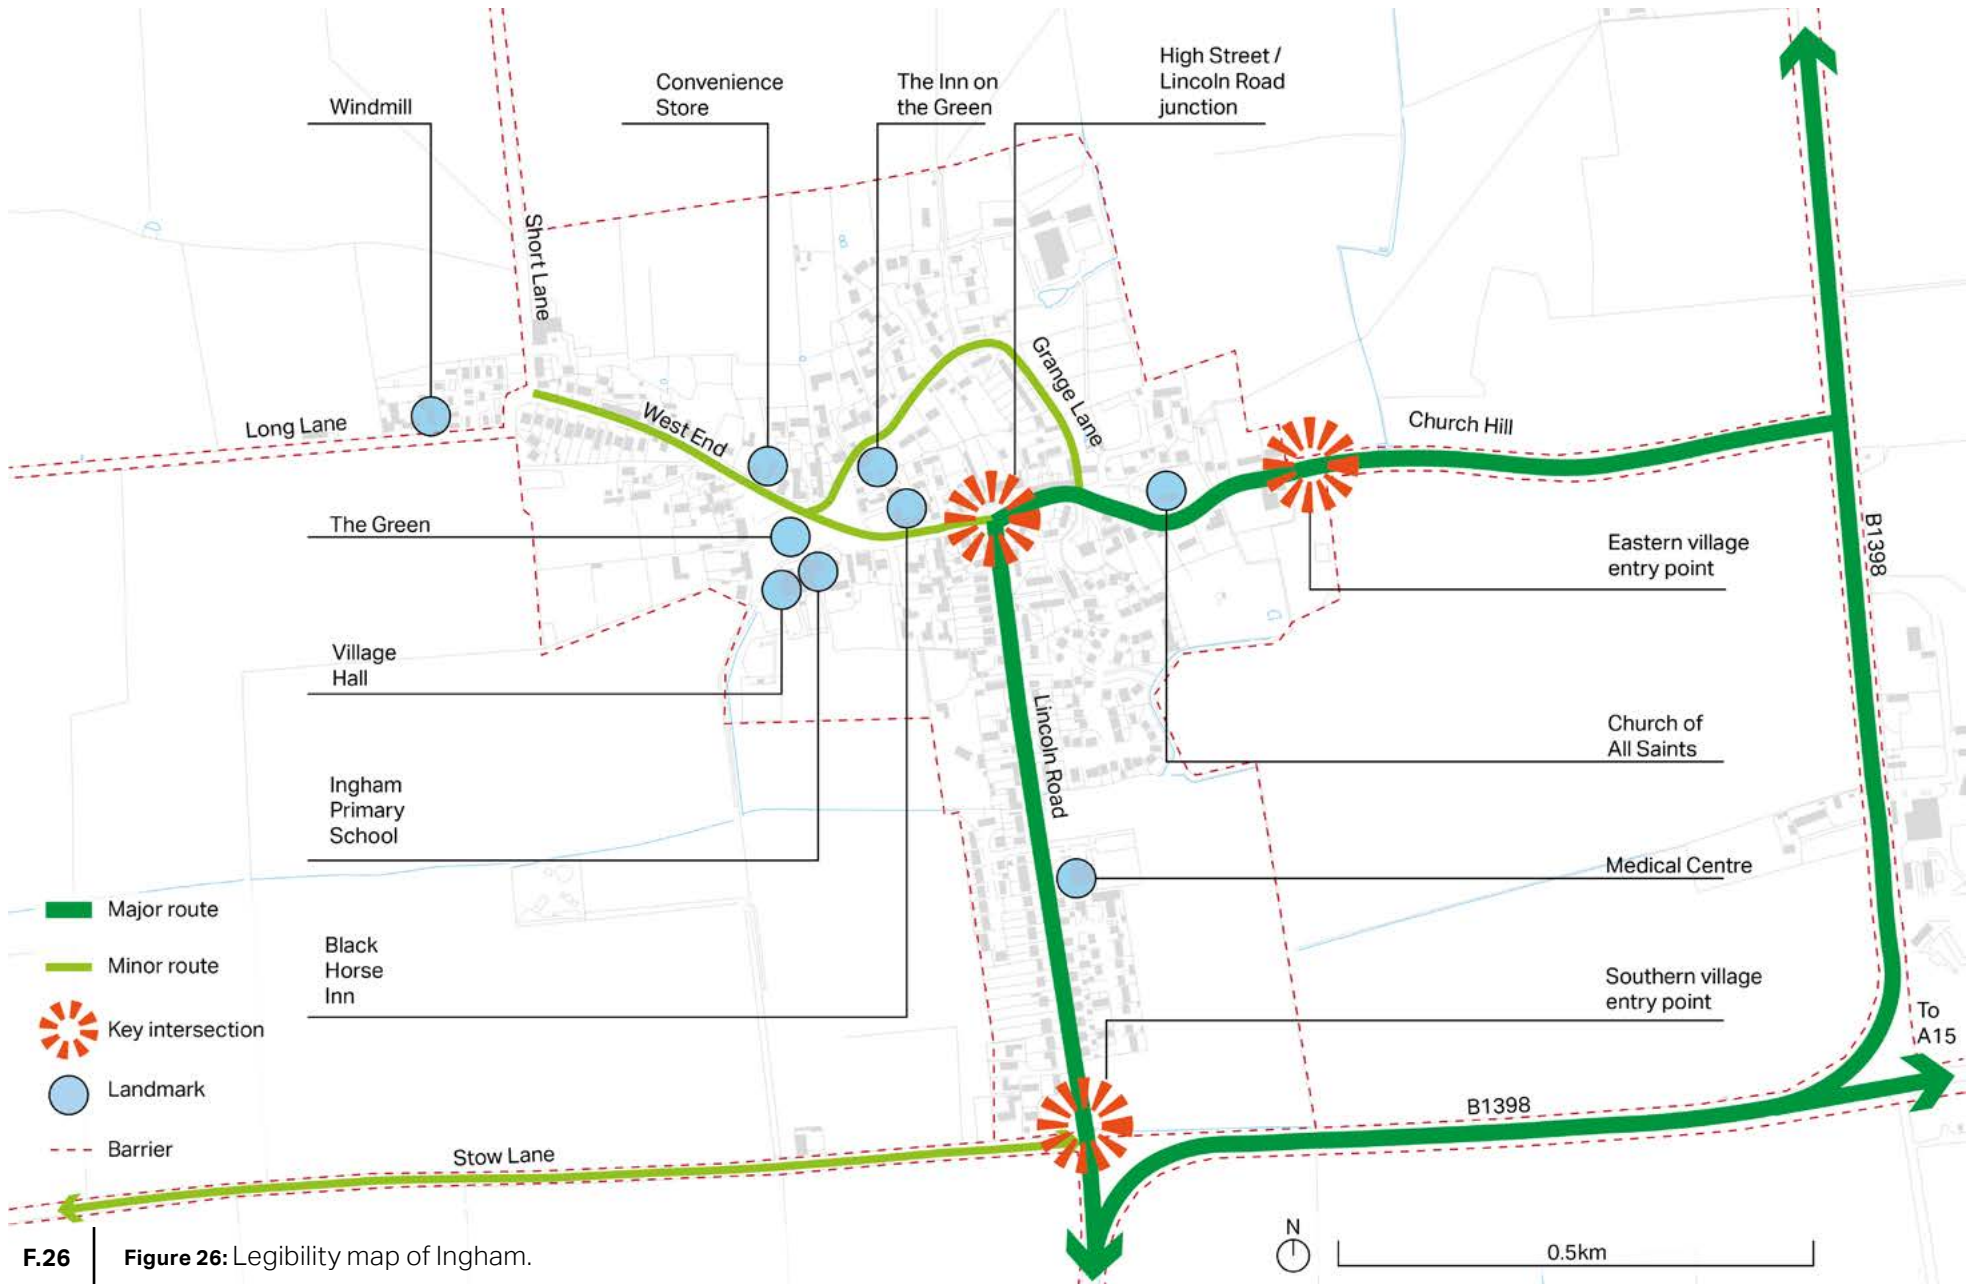 Windmill
Convenience
Store
The Inn on
the Green
High Street /
Lincoln Road
junction
Short Lane
Grange Lane
West End
Long Lane
Church Hill
The Green
B1398
Eastern village
entry point
Village
Hall
Lincoln Road
Church of
All Saints
Ingham
Primary
School
Medical Centre
Major route
Black
Horse
Inn
Minor route
Southern village
entry point
To
A15
Key intersection
Landmark
B1398
Barrier
Stow Lane
N
0.5km
F.26
Figure 26: Legibility map of Ingham.